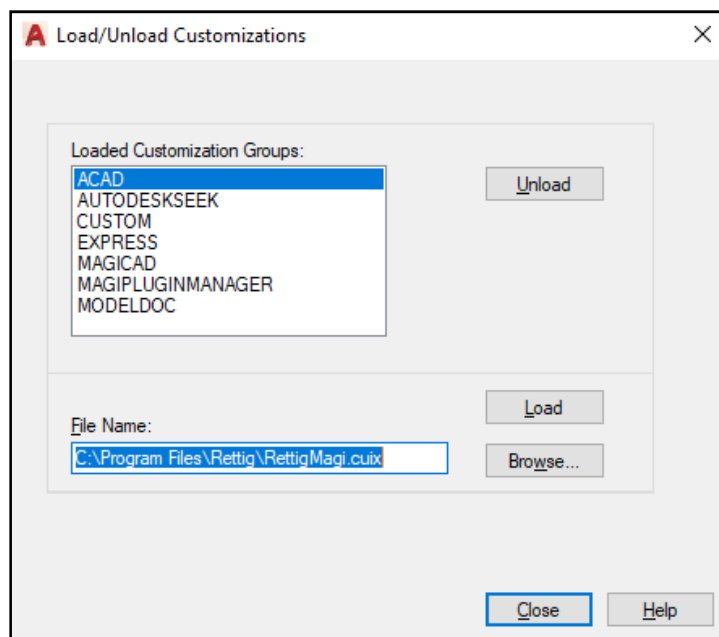 Load/Unload Customizations
Loaded Customization Groups:
ACAD
AUTODESKSEEK
CUSTOM
EXPRESS
MAGICAD
MAGIPLUGINMANAGER
MODELDOC
Unload
Load
File Name:
C:\Program Files\Rettig\RettigMagi.cuix
Browse...
Close
Help